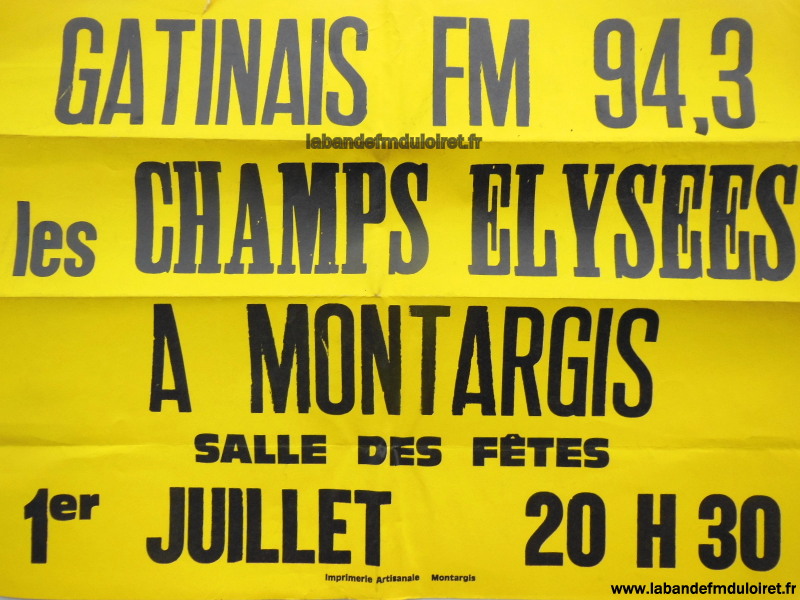 GATINAIS FM 94,3
labandefmduloiret.fr
les CHAMPS ELYSEES
A MONTARGIS
SALLE DES FÊTES
1er JUILLET 20 H 30
Imprimerie Artisanale Montargis
www.labandefmduloiret.fr